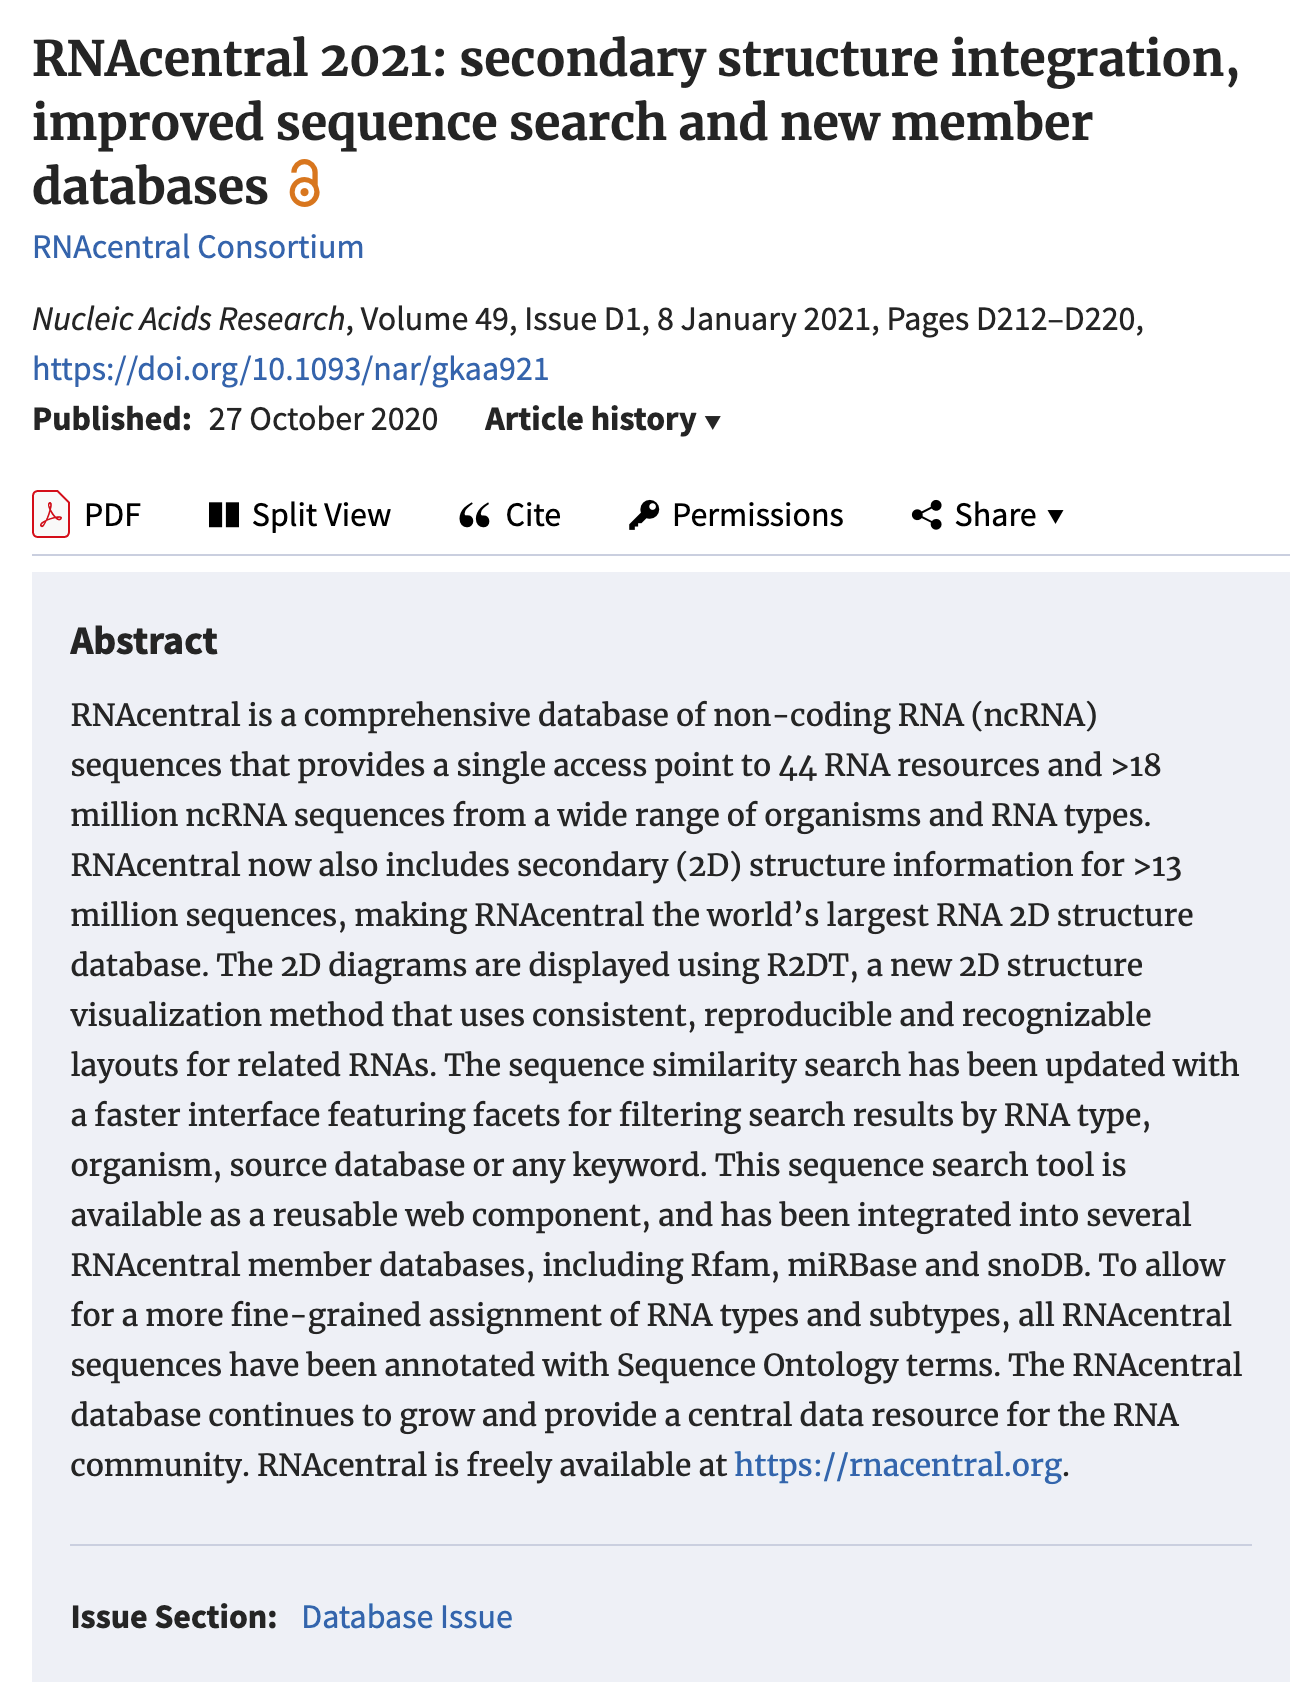 RNAcentral 2021: secondary structure integration,
improved sequence search and new member
databases
RNAcentral Consortium
Nucleic Acids Research, Volume 49, Issue D1, 8 January 2021, Pages D212–D220,
https://doi.org/10.1093/nar/gkaa921
Published: 27 October 2020 Article history ▾
PDF Split View Cite Permissions Share ▾
Abstract
RNAcentral is a comprehensive database of non-coding RNA (ncRNA)
sequences that provides a single access point to 44 RNA resources and >18
million ncRNA sequences from a wide range of organisms and RNA types.
RNAcentral now also includes secondary (2D) structure information for >13
million sequences, making RNAcentral the world’s largest RNA 2D structure
database. The 2D diagrams are displayed using R2DT, a new 2D structure
visualization method that uses consistent, reproducible and recognizable
layouts for related RNAs. The sequence similarity search has been updated with
a faster interface featuring facets for filtering search results by RNA type,
organism, source database or any keyword. This sequence search tool is
available as a reusable web component, and has been integrated into several
RNAcentral member databases, including Rfam, miRBase and snoDB. To allow
for a more fine-grained assignment of RNA types and subtypes, all RNAcentral
sequences have been annotated with Sequence Ontology terms. The RNAcentral
database continues to grow and provide a central data resource for the RNA
community. RNAcentral is freely available at https://rnacentral.org.
Issue Section: Database Issue